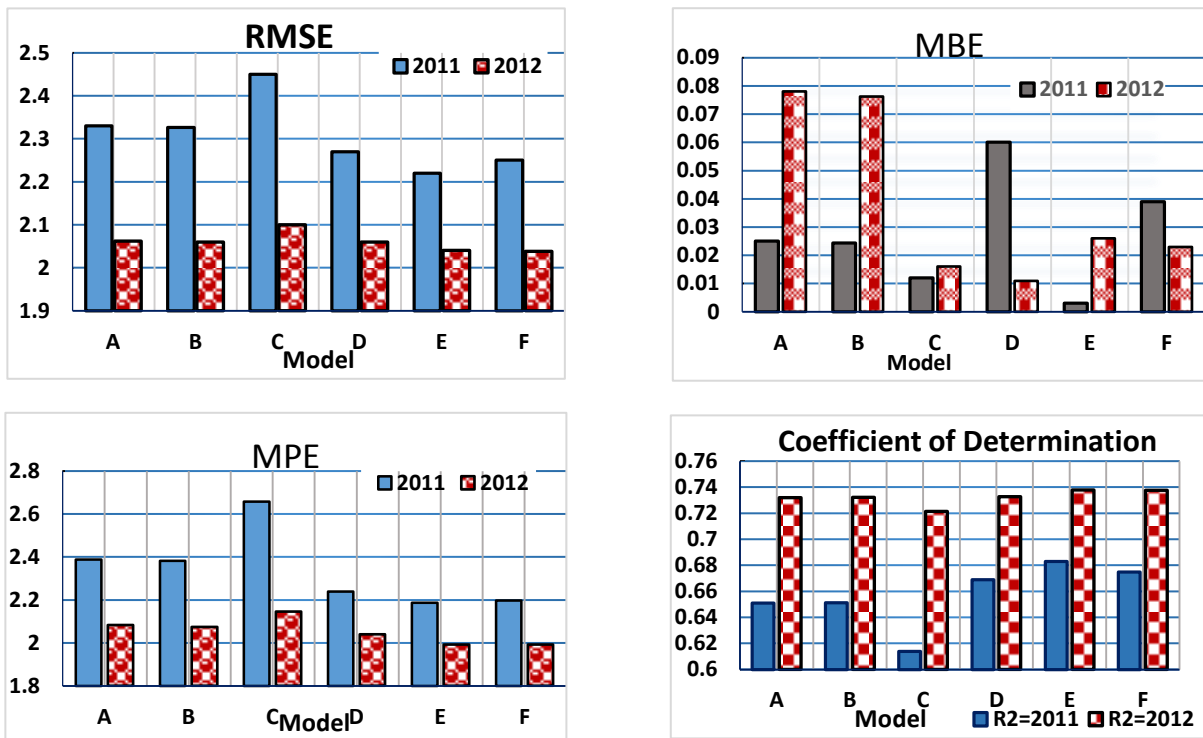 RMSE
2011 2012
2.5
2.4
2.3
2.2
2.1
2
1.9
A B C D E F
Model
MBE
2011 2012
0.09
0.08
0.07
0.06
0.05
0.04
0.03
0.02
0.01
0
A B C D E F
Model
MPE
2011 2012
2.8
2.6
2.4
2.2
2
1.8
A B C D E F
Model
Coefficient of Determination
0.76
0.74
0.72
0.7
0.68
0.66
0.64
0.62
0.6
A B C D E F
Model
R2=2011 R2=2012